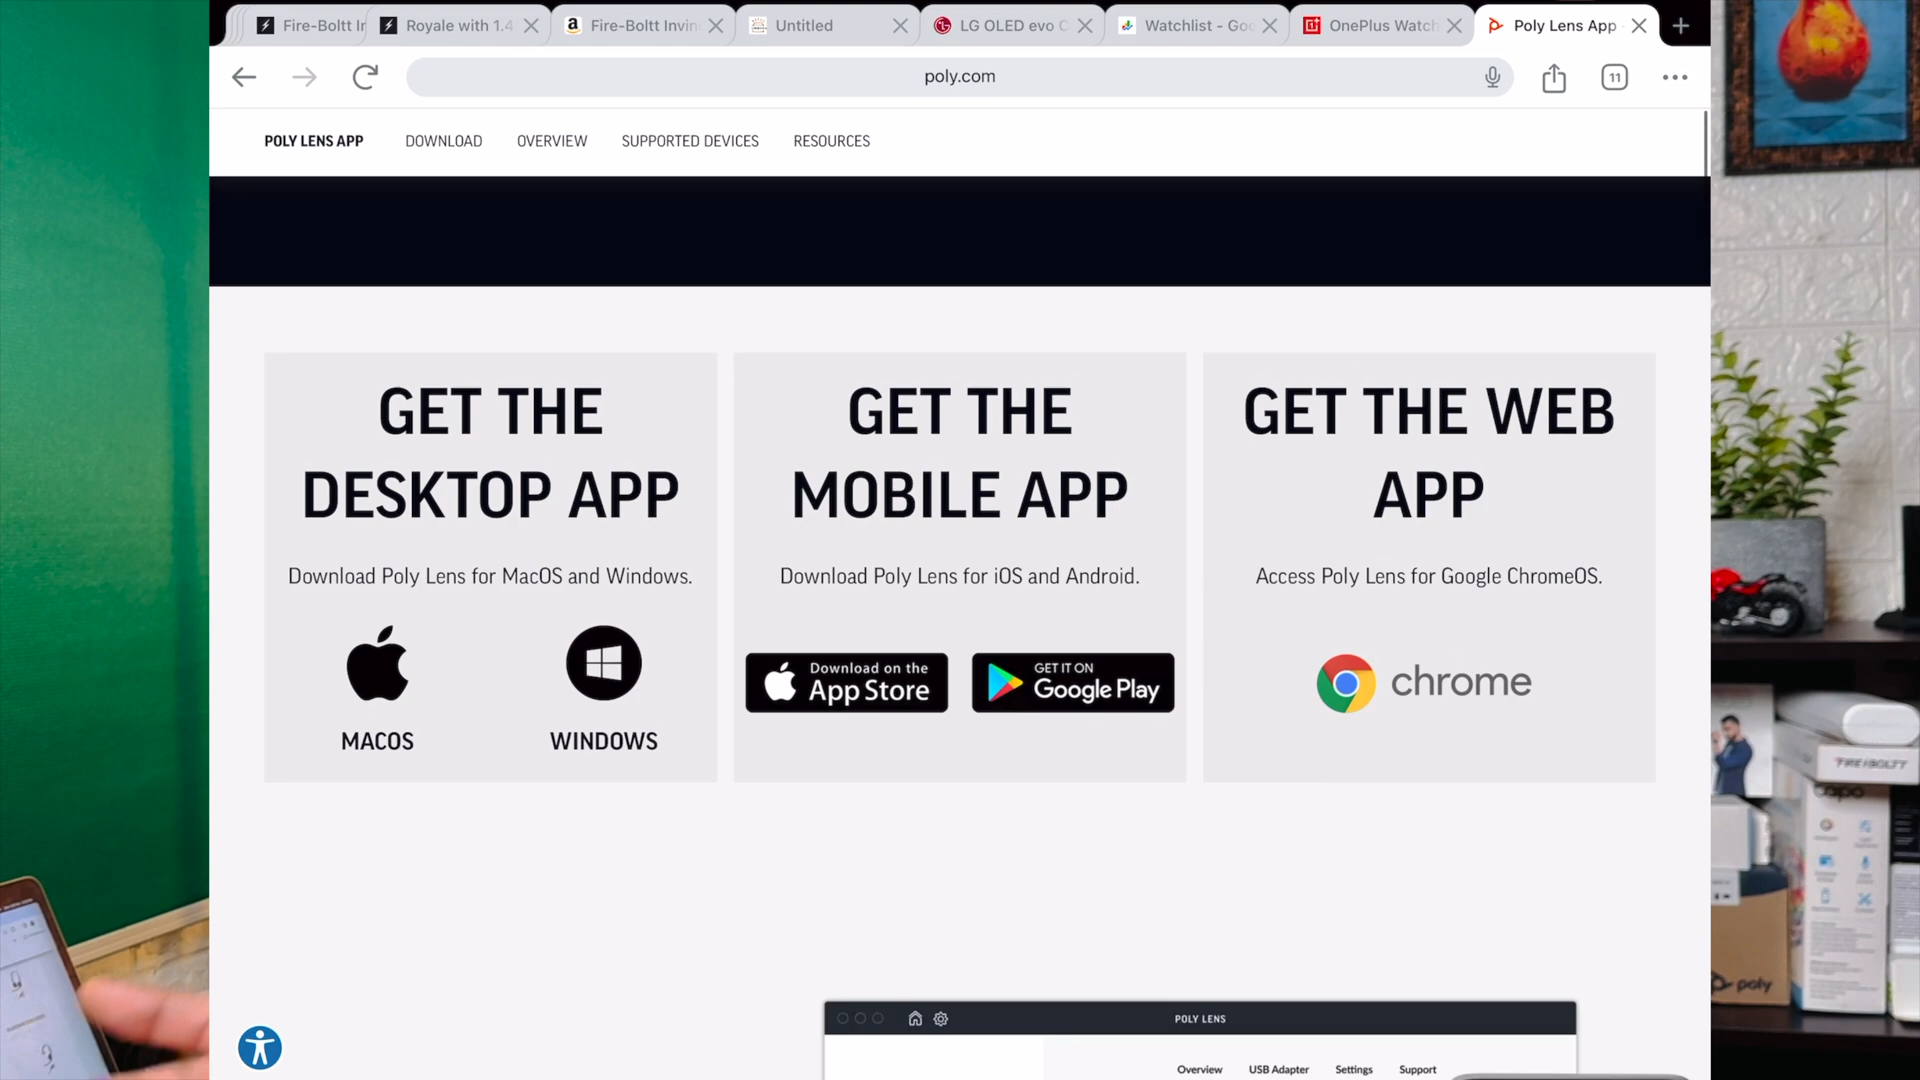 Fire-Boltt Ir
Royale with 1.4
Fire-Boltt Invin
Untitled
LG OLED evo C
Watchlist - Goo
OnePlus Watch
Poly Lens App
poly.com
11
POLY LENS APP
DOWNLOAD
OVERVIEW
SUPPORTED DEVICES
RESOURCES
GET THE
DESKTOP APP
Download Poly Lens for MacOS and Windows.
MACOS
WINDOWS
GET THE
MOBILE APP
Download Poly Lens for iOS and Android.
Download on the
App Store
GET IT ON
Google Play
GET THE WEB
APP
Access Poly Lens for Google ChromeOS.
chrome
POLY LENS
Overview
USB Adapter
Settings
Support
FIRE-BOLTT
poly